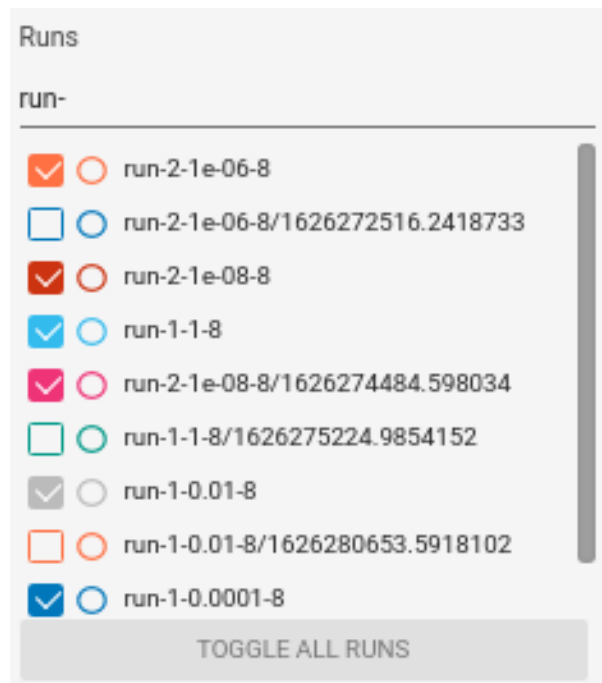 Runs
run-
run-2-1e-06-8
run-2-1e-06-8/1626272516.2418733
run-2-1e-08-8
run-1-1-8
run-2-1e-08-8/1626274484.598034
run-1-1-8/1626275224.9854152
run-1-0.01-8
run-1-0.01-8/1626280653.5918102
run-1-0.0001-8
TOGGLE ALL RUNS